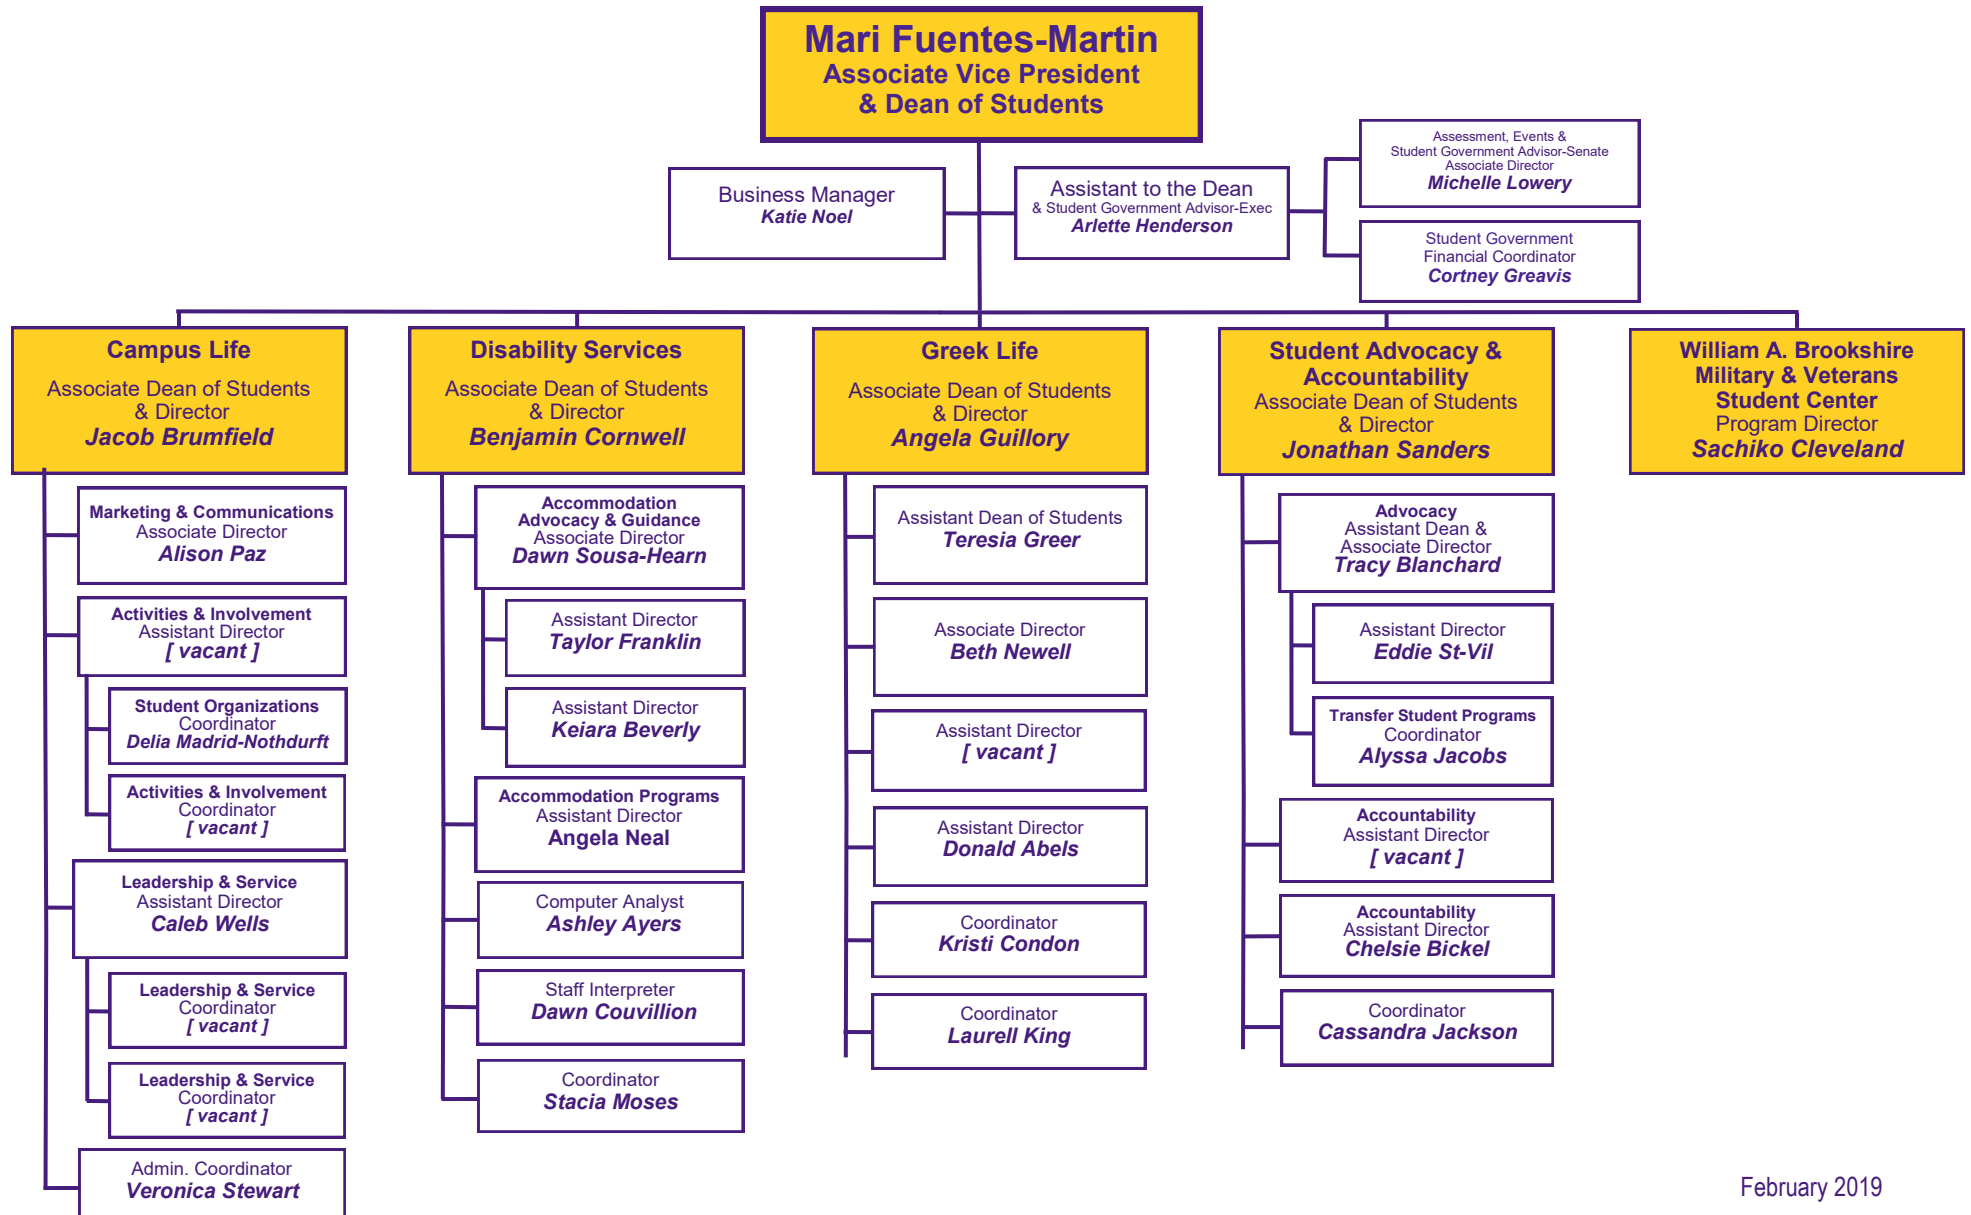 Mari Fuentes-Martin
Associate Vice President
& Dean of Students
Business Manager
Katie Noel
Assistant to the Dean
& Student Government Advisor-Exec
Arlette Henderson
Assessment, Events &
Student Government Advisor-Senate
Associate Director
Michelle Lowery
Student Government
Financial Coordinator
Cortney Greavis
Campus Life
Associate Dean of Students
& Director
Jacob Brumfield
Marketing & Communications
Associate Director
Alison Paz
Activities & Involvement
Assistant Director
[ vacant ]
Student Organizations
Coordinator
Delia Madrid-Nothdurft
Activities & Involvement
Coordinator
[ vacant ]
Leadership & Service
Assistant Director
Caleb Wells
Leadership & Service
Coordinator
[ vacant ]
Leadership & Service
Coordinator
[ vacant ]
Admin. Coordinator
Veronica Stewart
Disability Services
Associate Dean of Students
& Director
Benjamin Cornwell
Accommodation
Advocacy & Guidance
Associate Director
Dawn Sousa-Hearn
Assistant Director
Taylor Franklin
Assistant Director
Keiara Beverly
Accommodation Programs
Assistant Director
Angela Neal
Computer Analyst
Ashley Ayers
Staff Interpreter
Dawn Couvillion
Coordinator
Stacia Moses
Greek Life
Associate Dean of Students
& Director
Angela Guillory
Assistant Dean of Students
Teresia Greer
Associate Director
Beth Newell
Assistant Director
[ vacant ]
Assistant Director
Donald Abels
Coordinator
Kristi Condon
Coordinator
Laurell King
Student Advocacy &
Accountability
Associate Dean of Students
& Director
Jonathan Sanders
Advocacy
Assistant Dean &
Associate Director
Tracy Blanchard
Assistant Director
Eddie St-Vil
Transfer Student Programs
Coordinator
Alyssa Jacobs
Accountability
Assistant Director
[ vacant ]
Accountability
Assistant Director
Chelsie Bickel
Coordinator
Cassandra Jackson
William A. Brookshire
Military & Veterans
Student Center
Program Director
Sachiko Cleveland
February 2019